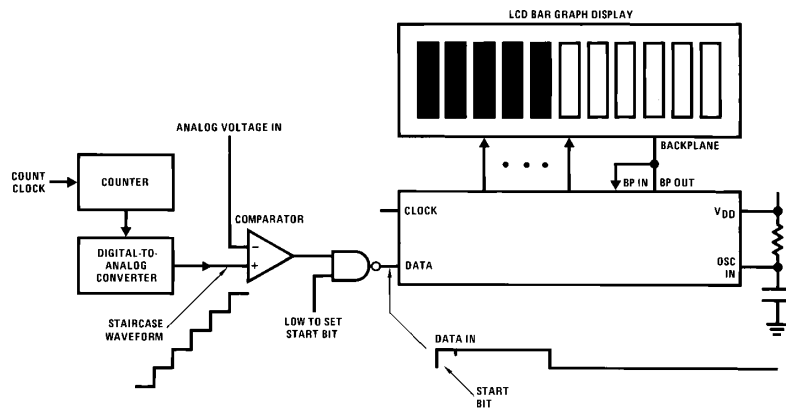 LCD BAR GRAPH DISPLAY
ANALOG VOLTAGE IN
BACKPLANE
COUNT
CLOCK
COUNTER
BP IN
BP OUT
COMPARATOR
CLOCK
VDD
DIGITAL-TO-
ANALOG
CONVERTER
−
+
DATA
OSC
IN
STAIRCASE
WAVEFORM
LOW TO SET
START BIT
DATA IN
START
BIT